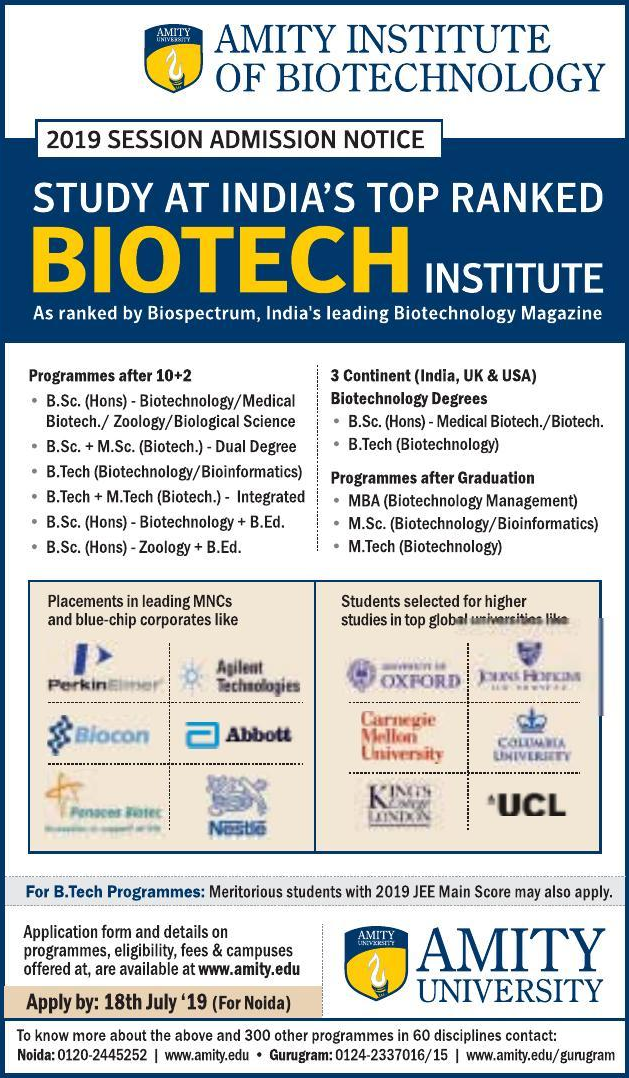 AMITY
UNIVERSITY
AMITY INSTITUTE
OF BIOTECHNOLOGY
2019 SESSION ADMISSION NOTICE
STUDY AT INDIA'S TOP RANKED
BIOTECH INSTITUTE
As ranked by Biospectrum, India's leading Biotechnology Magazine
Programmes after 10+2
• B.Sc. (Hons) - Biotechnology/Medical
Biotech./ Zoology/Biological Science
• B.Sc. + M.Sc. (Biotech.) - Dual Degree
• B.Tech (Biotechnology/Bioinformatics)
• B.Tech + M.Tech (Biotech.) - Integrated
• B.Sc. (Hons) - Biotechnology + B.Ed.
• B.Sc. (Hons) - Zoology + B.Ed.
3 Continent (India, UK & USA)
Biotechnology Degrees
• B.Sc. (Hons) - Medical Biotech./Biotech.
• B.Tech (Biotechnology)
Programmes after Graduation
• MBA (Biotechnology Management)
• M.Sc. (Biotechnology/Bioinformatics)
• M.Tech (Biotechnology)
Placements in leading MNCs
and blue-chip corporates like
PerkinElmer
Agilent Technologies
Biocon
Abbott
Panacea Biotec
Nestlé
Students selected for higher
studies in top global universities like
UNIVERSITY OF
OXFORD
JOHNS HOPKINS
Carnegie
Mellon
University
COLUMBIA
UNIVERSITY
KING'S
College
LONDON
UCL
For B.Tech Programmes: Meritorious students with 2019 JEE Main Score may also apply.
Application form and details on
programmes, eligibility, fees & campuses
offered at, are available at www.amity.edu
Apply by: 18th July '19 (For Noida)
AMITY
UNIVERSITY
AMITY
UNIVERSITY
To know more about the above and 300 other programmes in 60 disciplines contact:
Noida: 0120-2445252 | www.amity.edu • Gurugram: 0124-2337016/15 | www.amity.edu/gurugram